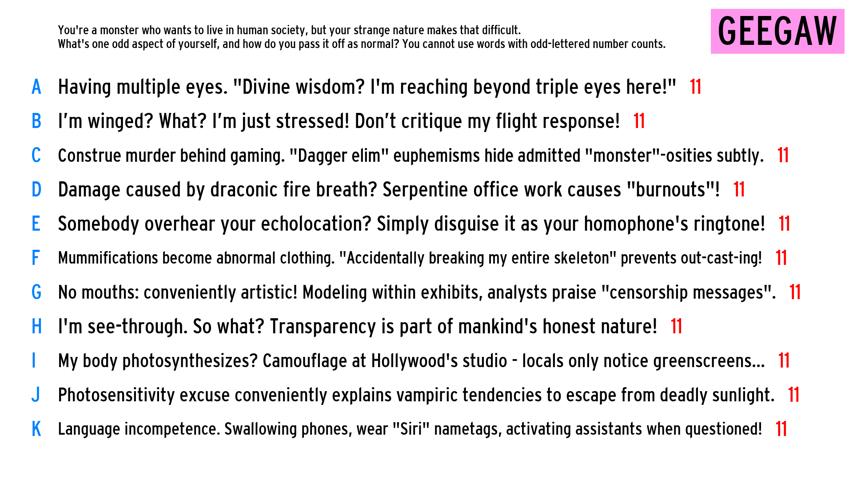 You're a monster who wants to live in human society, but your strange nature makes that difficult.
What's one odd aspect of yourself, and how do you pass it off as normal? You cannot use words with odd-lettered number counts.
GEEGAW
A Having multiple eyes. "Divine wisdom? I'm reaching beyond triple eyes here!" 11
B I’m winged? What? I’m just stressed! Don’t critique my flight response! 11
C Construe murder behind gaming. "Dagger elim" euphemisms hide admitted "monster"-osities subtly. 11
D Damage caused by draconic fire breath? Serpentine office work causes "burnouts"! 11
E Somebody overhear your echolocation? Simply disguise it as your homophone's ringtone! 11
F Mummifications become abnormal clothing. "Accidentally breaking my entire skeleton" prevents out-cast-ing! 11
G No mouths: conveniently artistic! Modeling within exhibits, analysts praise "censorship messages". 11
H I'm see-through. So what? Transparency is part of mankind's honest nature! 11
I My body photosynthesizes? Camouflage at Hollywood's studio - locals only notice greenscreens... 11
J Photosensitivity excuse conveniently explains vampiric tendencies to escape from deadly sunlight. 11
K Language incompetence. Swallowing phones, wear "Siri" nametags, activating assistants when questioned! 11